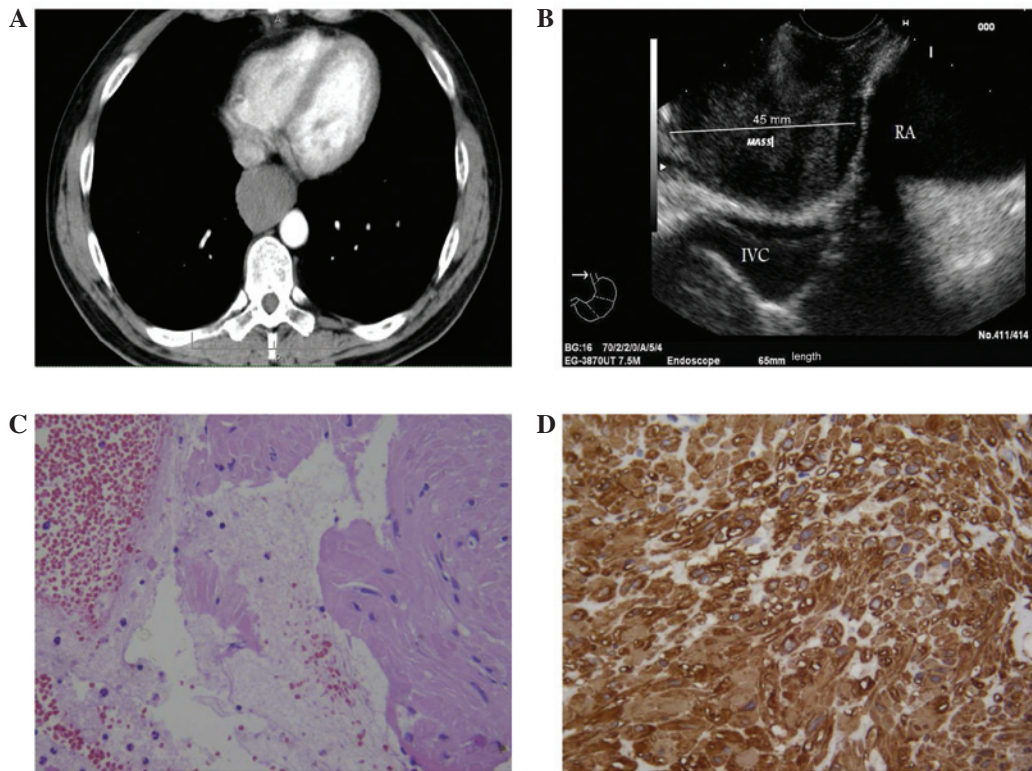 A
B
H
000
45 mm
MASS
RA
IVC
No.411/414
BG:16 70/2/2/0/A/5/4
EG-3870UT 7.5M Endoscope 65mm length
C
D